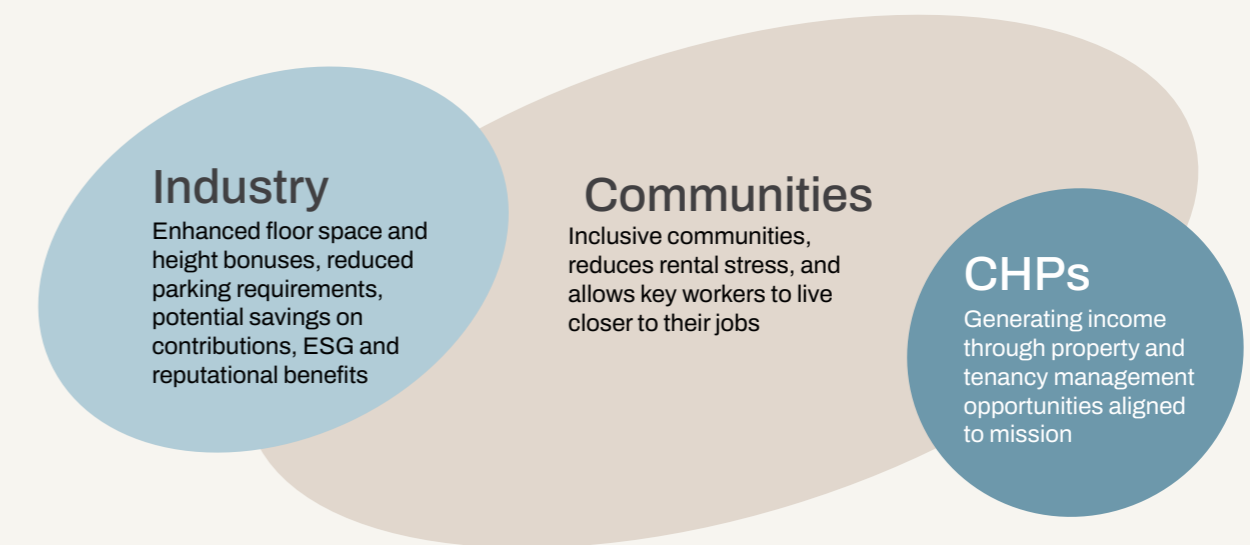 Industry
Enhanced floor space and
height bonuses, reduced
parking requirements,
potential savings on
contributions, ESG and
reputational benefits
Communities
Inclusive communities,
reduces rental stress, and
allows key workers to live
closer to their jobs
CHPs
Generating income
through property and
tenancy management
opportunities aligned
to mission